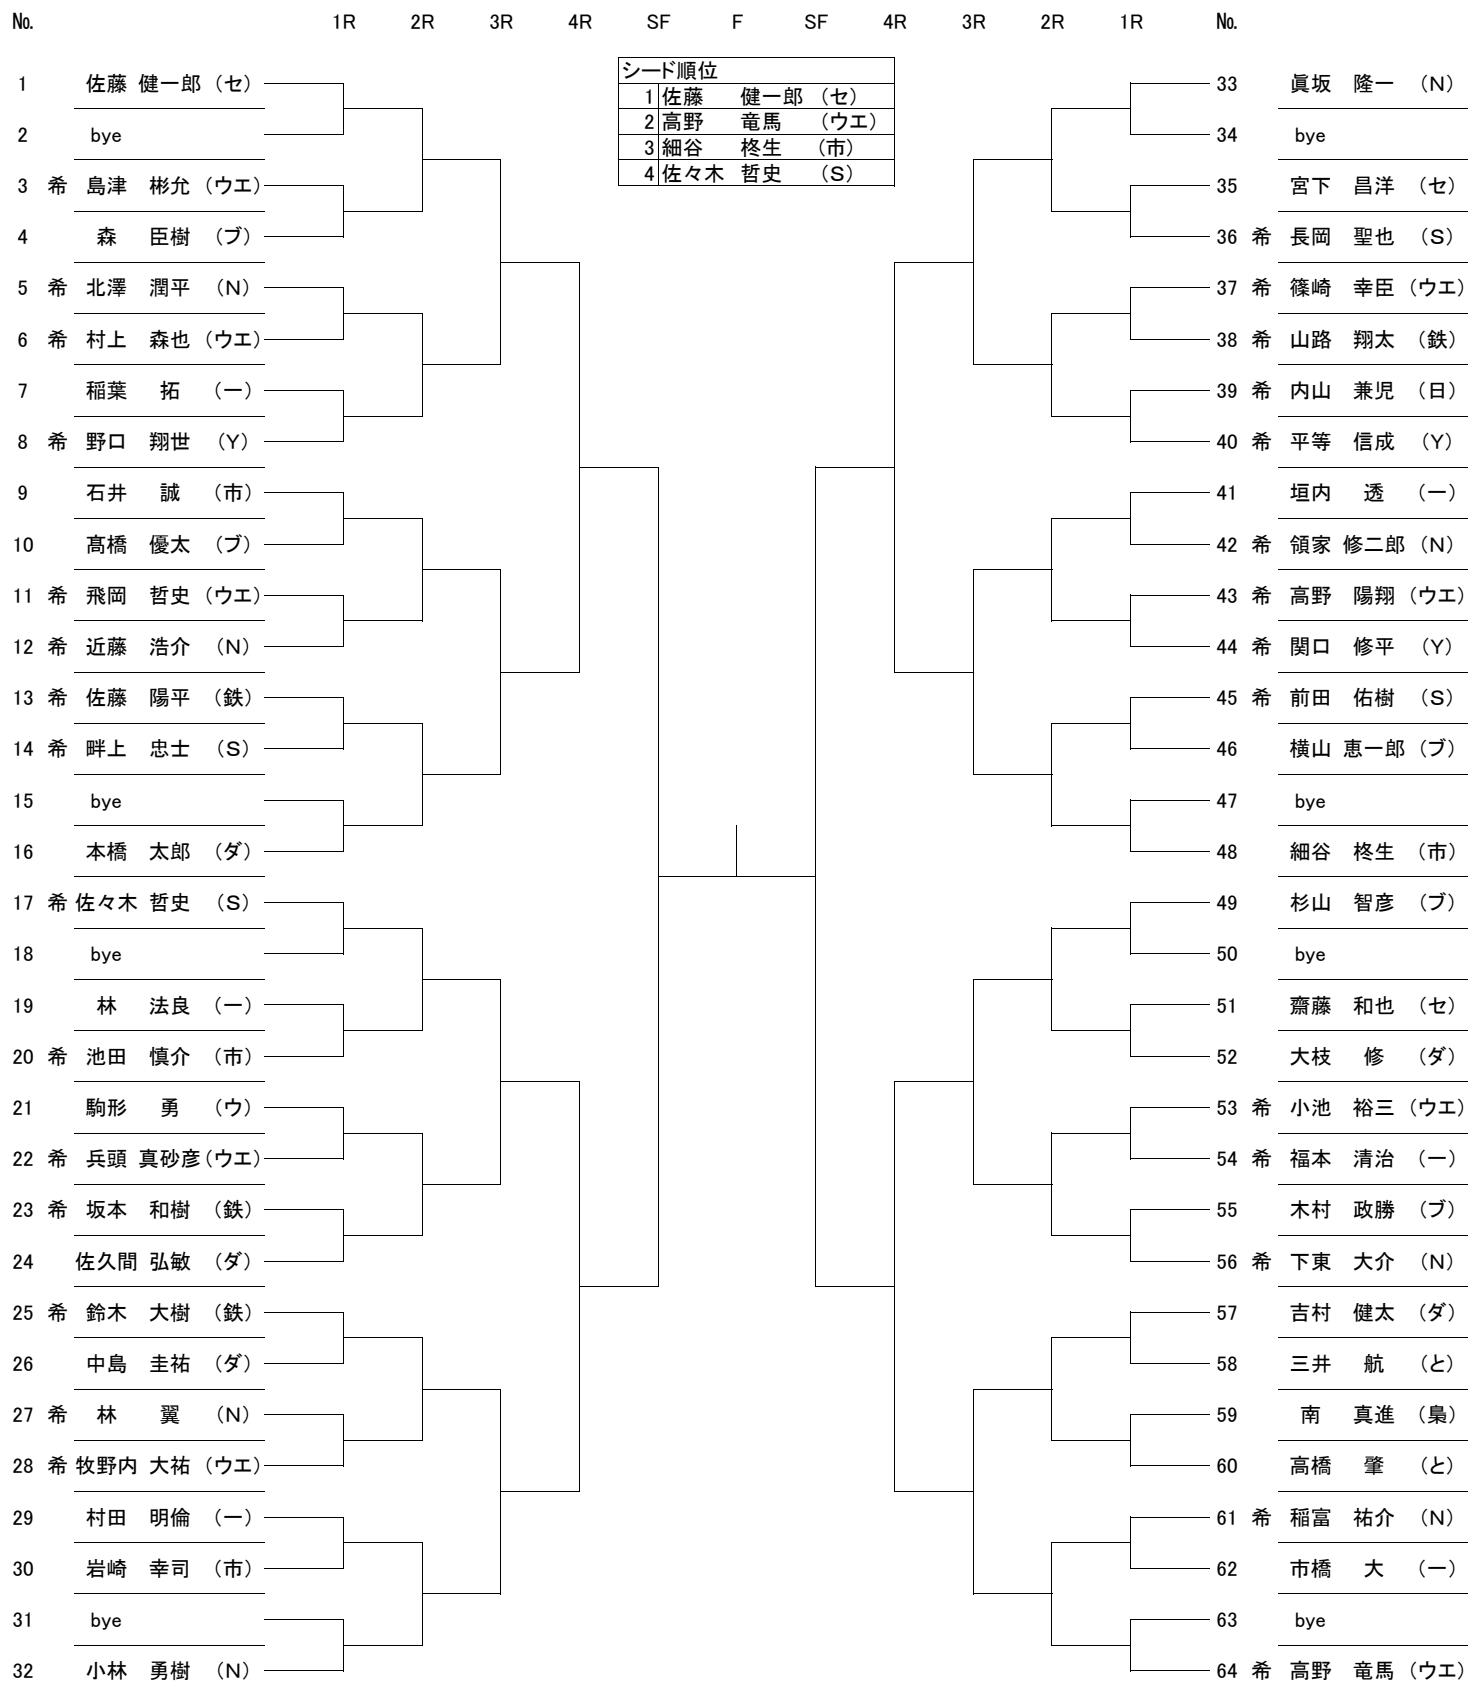 № 1R 2R 3R 4R SF F SF 4R 3R 2R 1R №
シード順位
1 佐藤 健一郎 （セ）
2 高野 竜馬 （ウエ）
3 細谷 柊生 （市）
4 佐々木 哲史 （S）
1 佐藤 健一郎 （セ）
2 bye
3 希 島津 彬允 （ウエ）
4 森 臣樹 （ブ）
5 希 北澤 潤平 （N）
6 希 村上 森也 （ウエ）
7 稲葉 拓 （一）
8 希 野口 翔世 （Y）
9 石井 誠 （市）
10 髙橋 優太 （ブ）
11 希 飛岡 哲史 （ウエ）
12 希 近藤 浩介 （N）
13 希 佐藤 陽平 （鉄）
14 希 畔上 忠士 （S）
15 bye
16 本橋 太郎 （ダ）
17 希 佐々木 哲史 （S）
18 bye
19 林 法良 （一）
20 希 池田 慎介 （市）
21 駒形 勇 （ウ）
22 希 兵頭 真砂彦 （ウエ）
23 希 坂本 和樹 （鉄）
24 佐久間 弘敏 （ダ）
25 希 鈴木 大樹 （鉄）
26 中島 圭祐 （ダ）
27 希 林 翼 （N）
28 希 牧野内 大祐 （ウエ）
29 村田 明倫 （一）
30 岩崎 幸司 （市）
31 bye
32 小林 勇樹 （N）
33 眞坂 隆一 （N）
34 bye
35 宮下 昌洋 （セ）
36 希 長岡 聖也 （S）
37 希 篠崎 幸臣 （ウエ）
38 希 山路 翔太 （鉄）
39 希 内山 兼児 （日）
40 希 平等 信成 （Y）
41 垣内 透 （一）
42 希 領家 修二郎 （N）
43 希 高野 陽翔 （ウエ）
44 希 関口 修平 （Y）
45 希 前田 佑樹 （S）
46 横山 恵一郎 （ブ）
47 bye
48 細谷 柊生 （市）
49 杉山 智彦 （ブ）
50 bye
51 齋藤 和也 （セ）
52 大枝 修 （ダ）
53 希 小池 裕三 （ウエ）
54 希 福本 清治 （一）
55 木村 政勝 （ブ）
56 希 下東 大介 （N）
57 吉村 健太 （ダ）
58 三井 航 （と）
59 南 真進 （梟）
60 高橋 肇 （と）
61 希 稲富 祐介 （N）
62 市橋 大 （一）
63 bye
64 希 高野 竜馬 （ウエ）